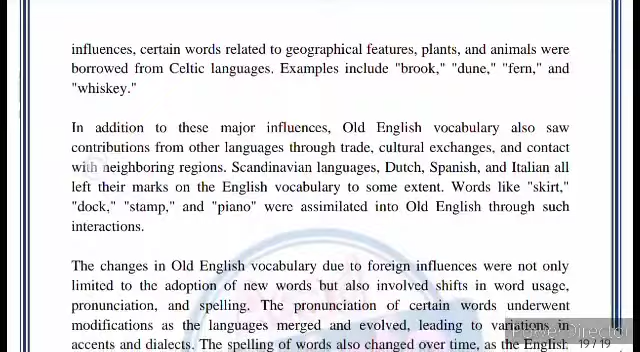 influences, certain words related to geographical features, plants, and animals were
borrowed from Celtic languages. Examples include "brook," "dune," "fern," and
"whiskey."
In addition to these major influences, Old English vocabulary also saw
contributions from other languages through trade, cultural exchanges, and contact
with neighboring regions. Scandinavian languages, Dutch, Spanish, and Italian all
left their marks on the English vocabulary to some extent. Words like "skirt,"
"dock," "stamp," and "piano" were assimilated into Old English through such
interactions.
The changes in Old English vocabulary due to foreign influences were not only
limited to the adoption of new words but also involved shifts in word usage,
pronunciation, and spelling. The pronunciation of certain words underwent
modifications as the languages merged and evolved, leading to variations in
accents and dialects. The spelling of words also changed over time, as the English
PowerDirector
19 / 19